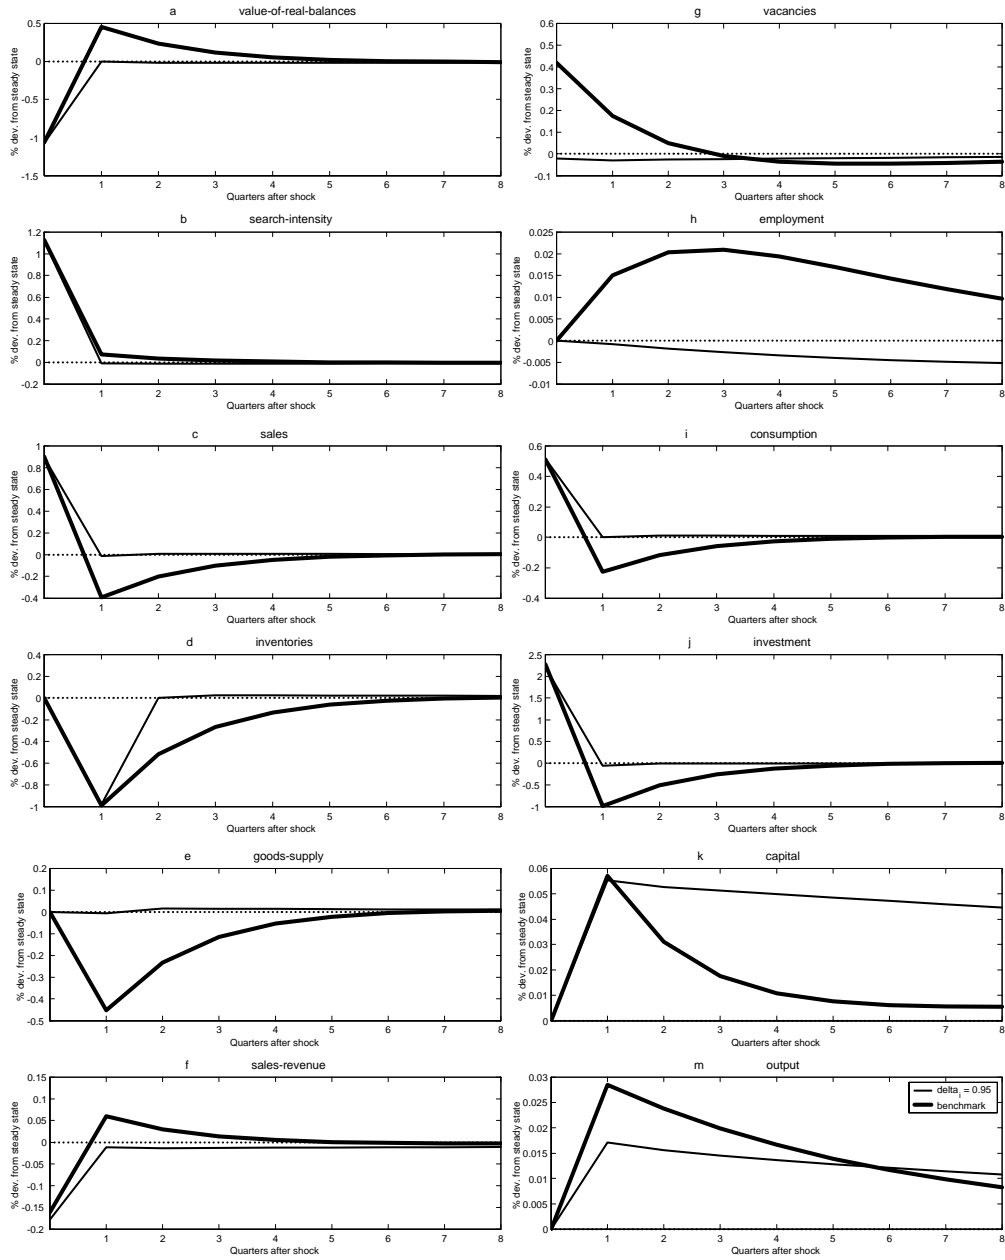 a value-of-real-balances
0.5
0
-0.5
-1
-1.5
% dev. from steady state
1 2 3 4 5 6 7 8
Quarters after shock
b search-intensity
1.2
1
0.8
0.6
0.4
0.2
0
-0.2
% dev. from steady state
1 2 3 4 5 6 7 8
Quarters after shock
c sales
1
0.8
0.6
0.4
0.2
0
-0.2
-0.4
% dev. from steady state
1 2 3 4 5 6 7 8
Quarters after shock
d inventories
0.4
0.2
0
-0.2
-0.4
-0.6
-0.8
-1
% dev. from steady state
1 2 3 4 5 6 7 8
Quarters after shock
e goods-supply
0.2
0.1
0
-0.1
-0.2
-0.3
-0.4
-0.5
% dev. from steady state
1 2 3 4 5 6 7 8
Quarters after shock
f sales-revenue
0.15
0.1
0.05
0
-0.05
-0.1
-0.15
-0.2
% dev. from steady state
1 2 3 4 5 6 7 8
Quarters after shock
g vacancies
0.6
0.5
0.4
0.3
0.2
0.1
0
-0.1
% dev. from steady state
1 2 3 4 5 6 7 8
Quarters after shock
h employment
0.025
0.02
0.015
0.01
0.005
0
-0.005
-0.01
% dev. from steady state
1 2 3 4 5 6 7 8
Quarters after shock
i consumption
0.6
0.4
0.2
0
-0.2
-0.4
% dev. from steady state
1 2 3 4 5 6 7 8
Quarters after shock
j investment
2.5
2
1.5
1
0.5
0
-0.5
-1
% dev. from steady state
1 2 3 4 5 6 7 8
Quarters after shock
k capital
0.06
0.05
0.04
0.03
0.02
0.01
0
% dev. from steady state
1 2 3 4 5 6 7 8
Quarters after shock
m output
0.03
0.025
0.02
0.015
0.01
0.005
0
% dev. from steady state
1 2 3 4 5 6 7 8
Quarters after shock
delta_i = 0.95
benchmark